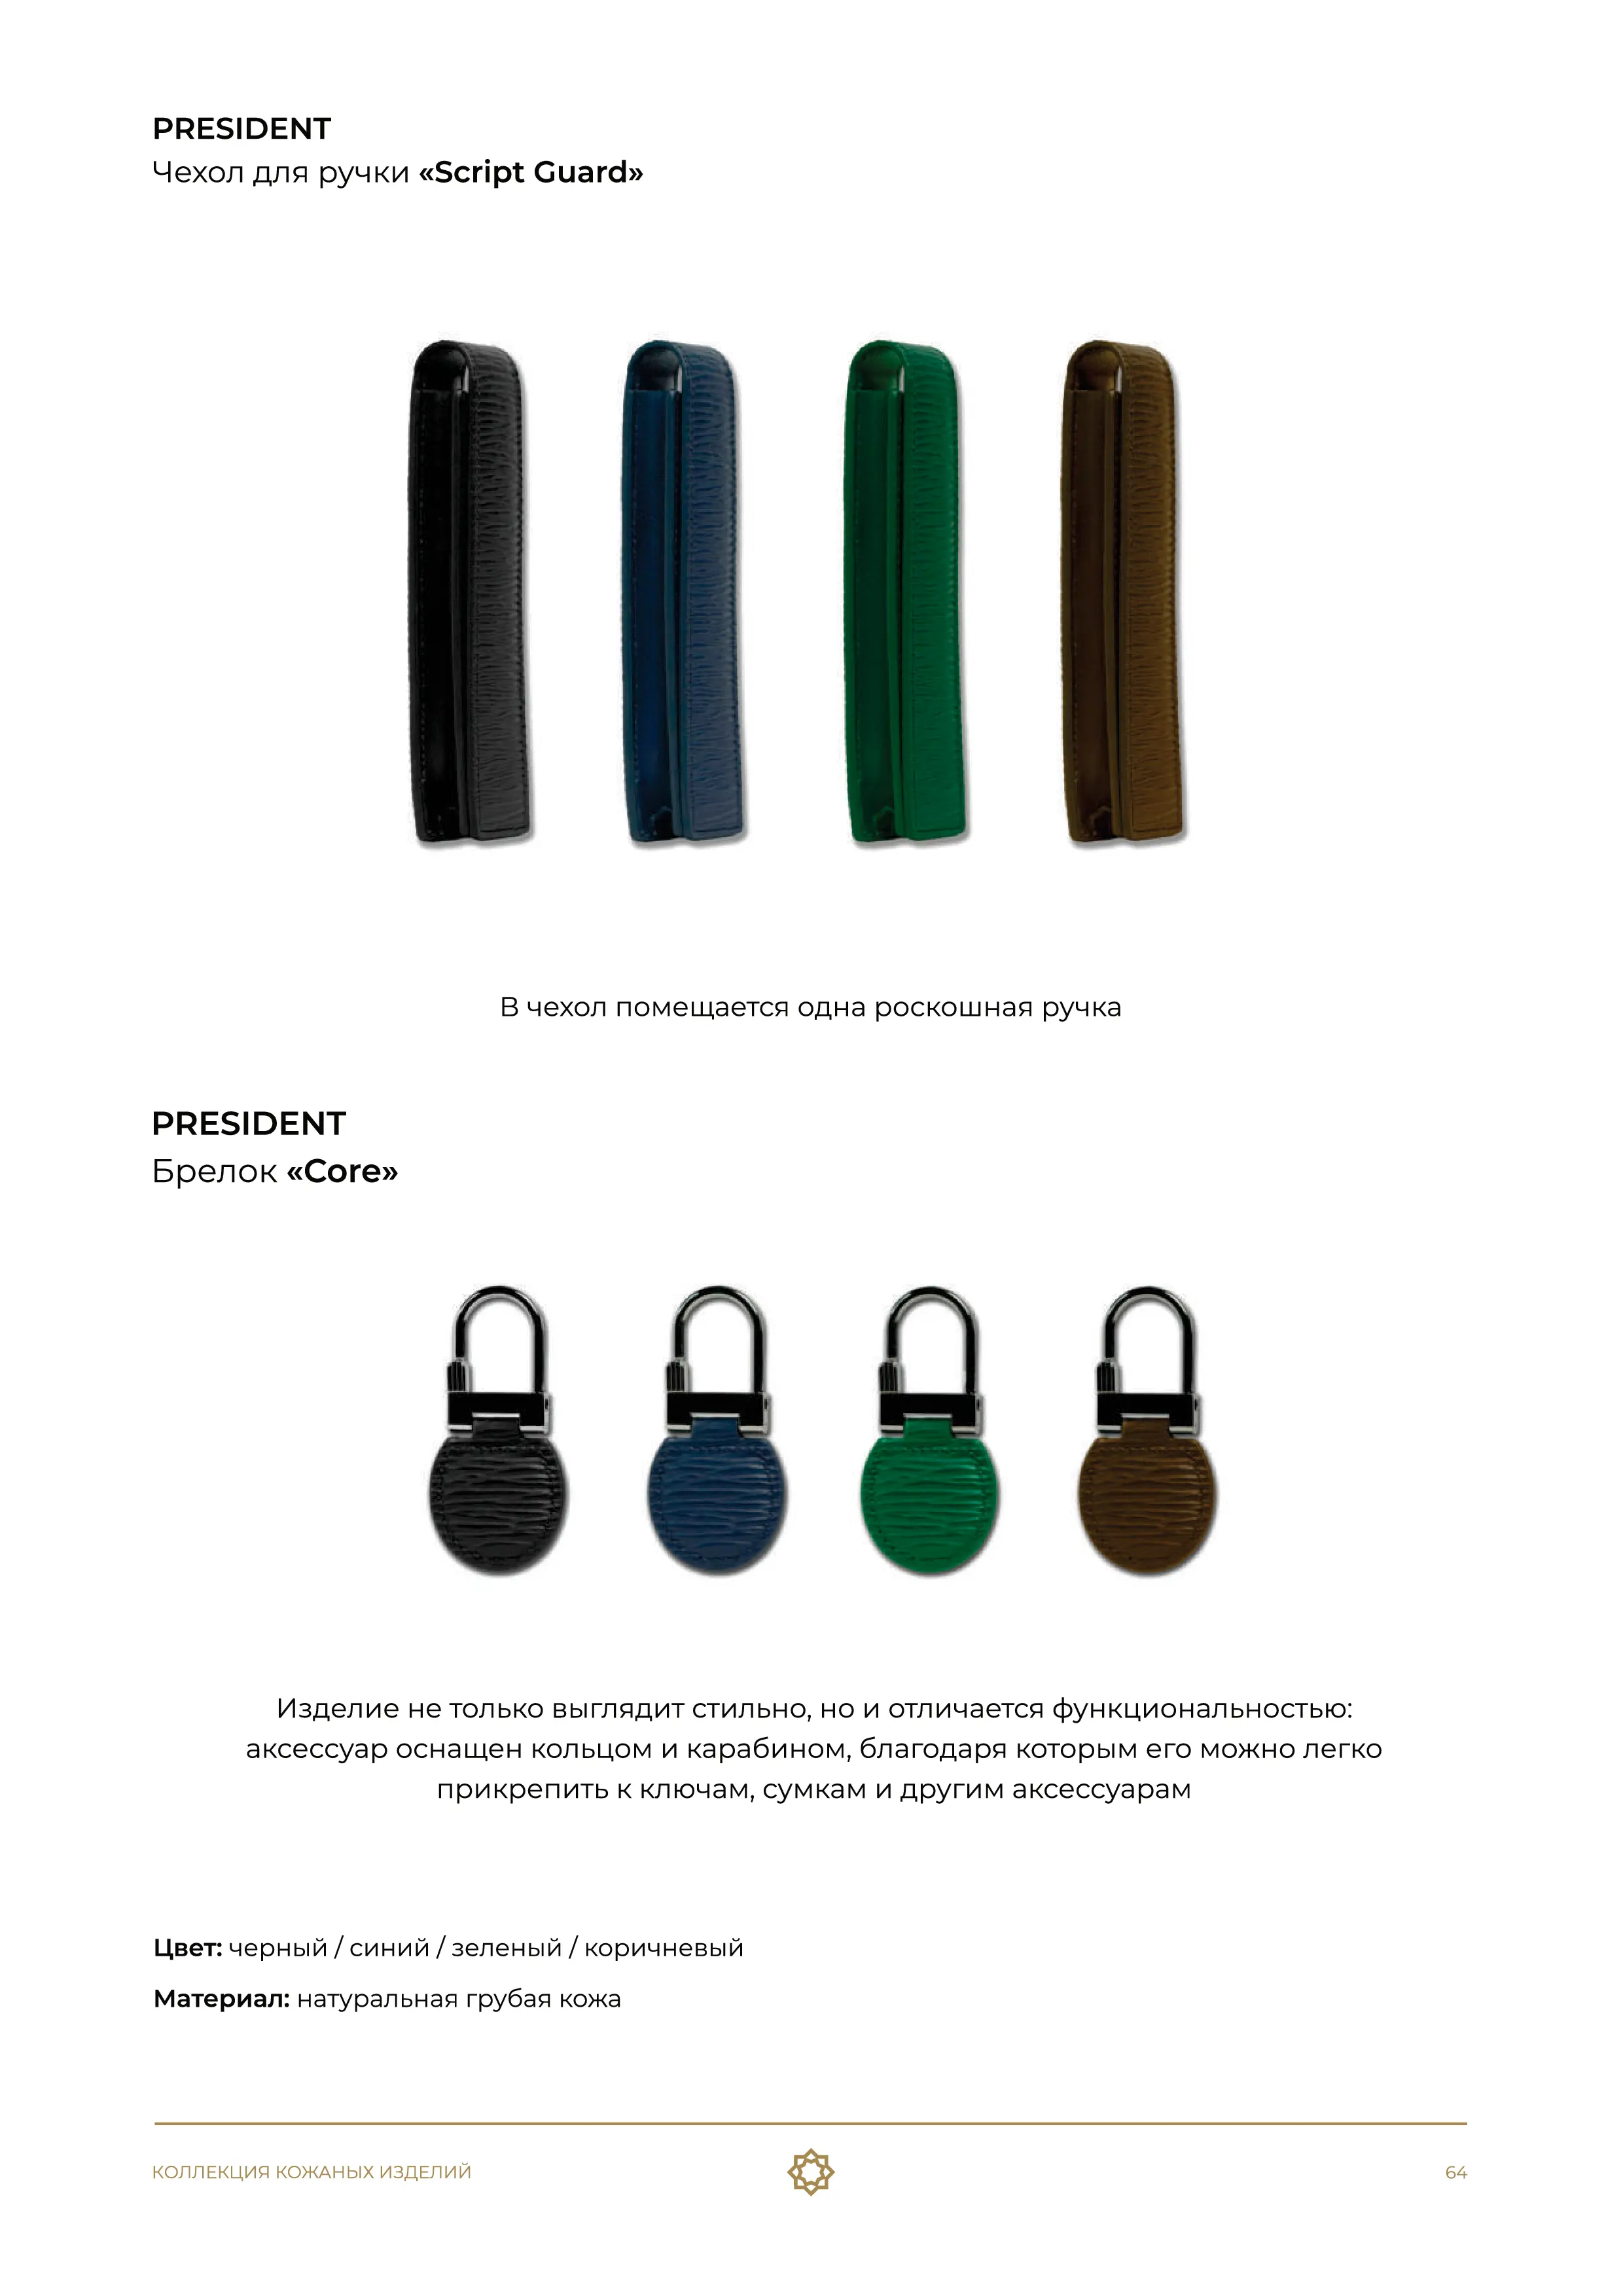 PRESIDENT
Чехол для ручки «Script Guard»
В чехол помещается одна роскошная ручка
PRESIDENT
Брелок «Core»
Изделие не только выглядит стильно, но и отличается функциональностью:
аксессуар оснащен кольцом и карабином, благодаря которым его можно легко
прикрепить к ключам, сумкам и другим аксессуарам
Цвет: черный / синий / зеленый / коричневый
Материал: натуральная грубая кожа
КОЛЛЕКЦИЯ КОЖАНЫХ ИЗДЕЛИЙ
64